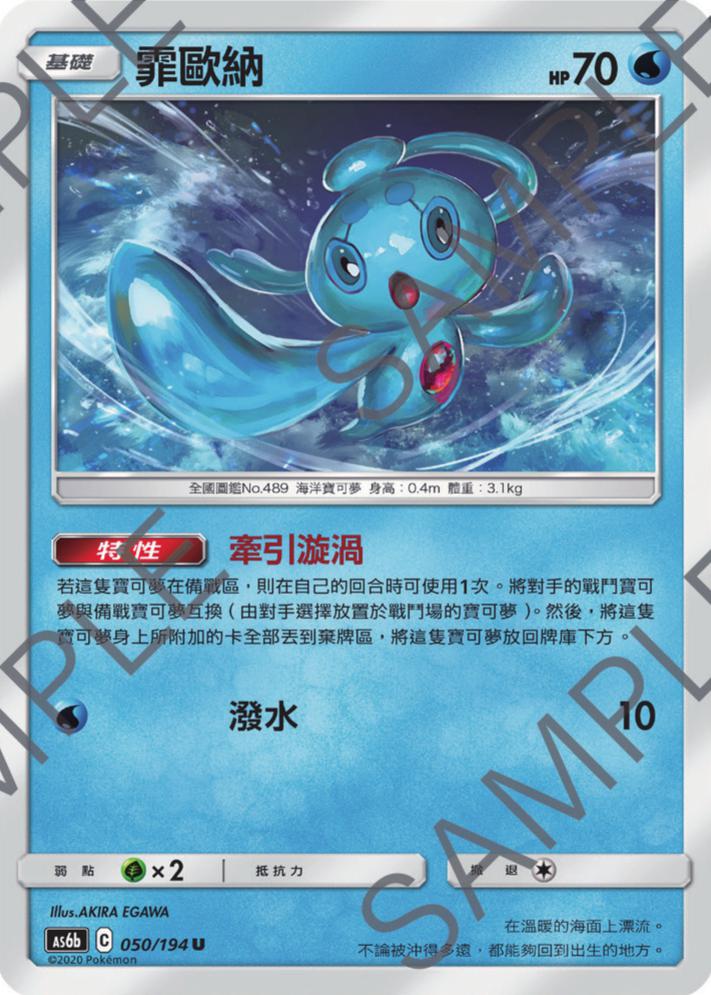 基礎 霏歐納 HP 70
全國圖鑑No.489 海洋寶可夢 身高：0.4m 體重：3.1kg
特性 牽引漩渦
若這隻寶可夢在備戰區，則在自己的回合時可使用1次。將對手的戰鬥寶可
夢與備戰寶可夢互換（由對手選擇放置於戰鬥場的寶可夢）。然後，將這隻
寶可夢身上所附加的卡全部丟到棄牌區，將這隻寶可夢放回牌庫下方。
潑水 10
弱點 ×2 抵抗力 撤退
Illus.AKIRA EGAWA
AS6b C 050/194 U
©2020 Pokémon
在溫暖的海面上漂流。
不論被沖得多遠，都能夠回到出生的地方。
SAMPLE
SAMPLE